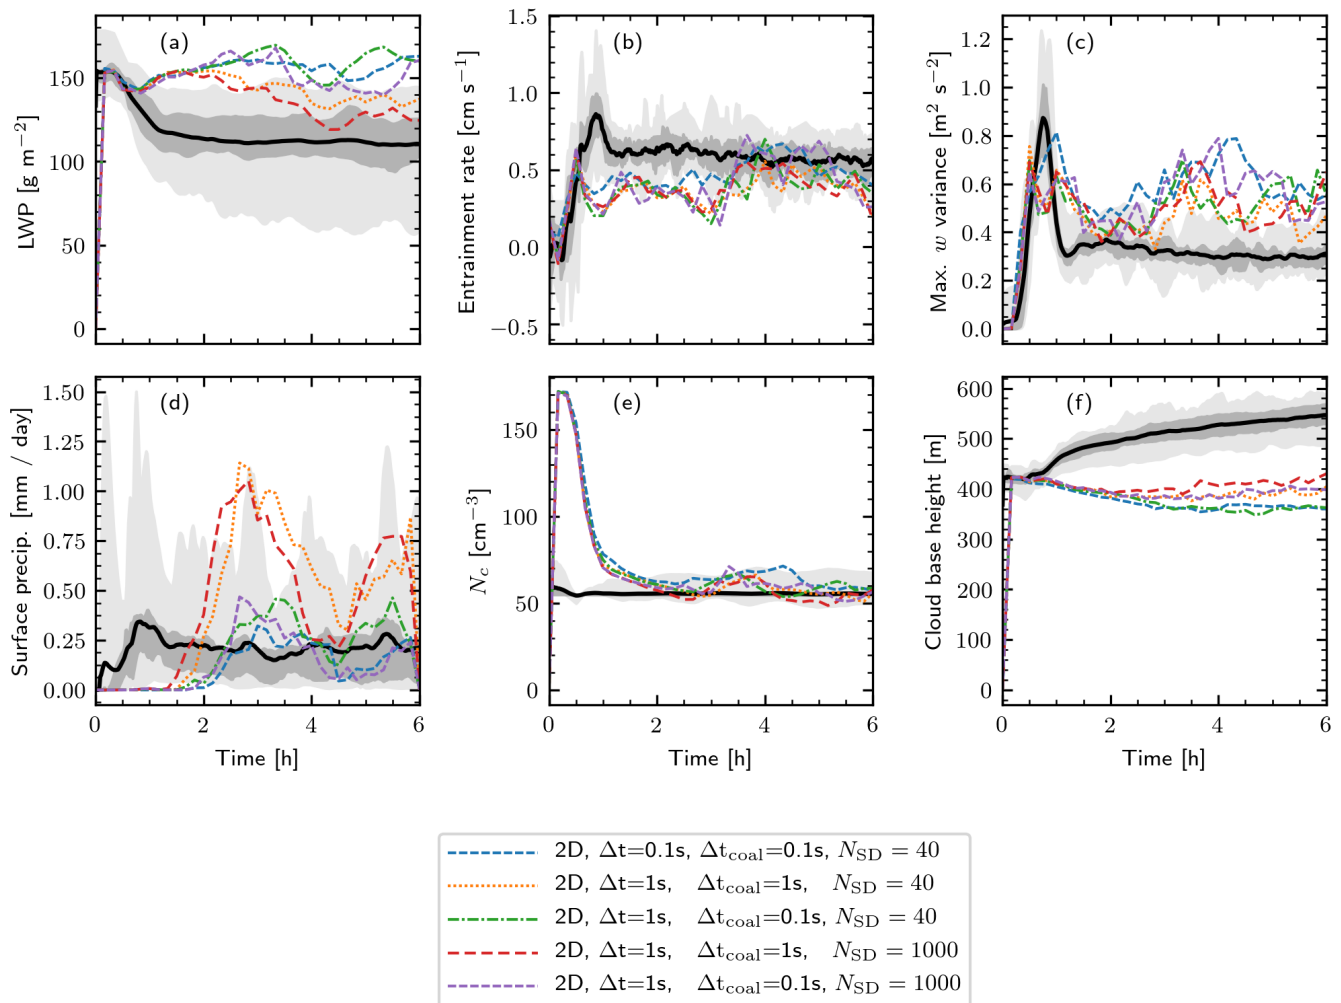 (a)
(b)
(c)
LWP [g m⁻²]
150
100
50
0
Entrainment rate [cm s⁻¹]
1.5
1.0
0.5
0.0
−0.5
Max. w variance [m² s⁻²]
1.2
1.0
0.8
0.6
0.4
0.2
0.0
(d)
(e)
(f)
Surface precip. [mm / day]
1.50
1.25
1.00
0.75
0.50
0.25
0.00
0 2 4 6
Time [h]
N_c [cm⁻³]
150
100
50
0
0 2 4 6
Time [h]
Cloud base height [m]
600
500
400
300
200
100
0
0 2 4 6
Time [h]
2D, Δt=0.1s, Δt_coal=0.1s, N_SD = 40
2D, Δt=1s, Δt_coal=1s, N_SD = 40
2D, Δt=1s, Δt_coal=0.1s, N_SD = 40
2D, Δt=1s, Δt_coal=1s, N_SD = 1000
2D, Δt=1s, Δt_coal=0.1s, N_SD = 1000